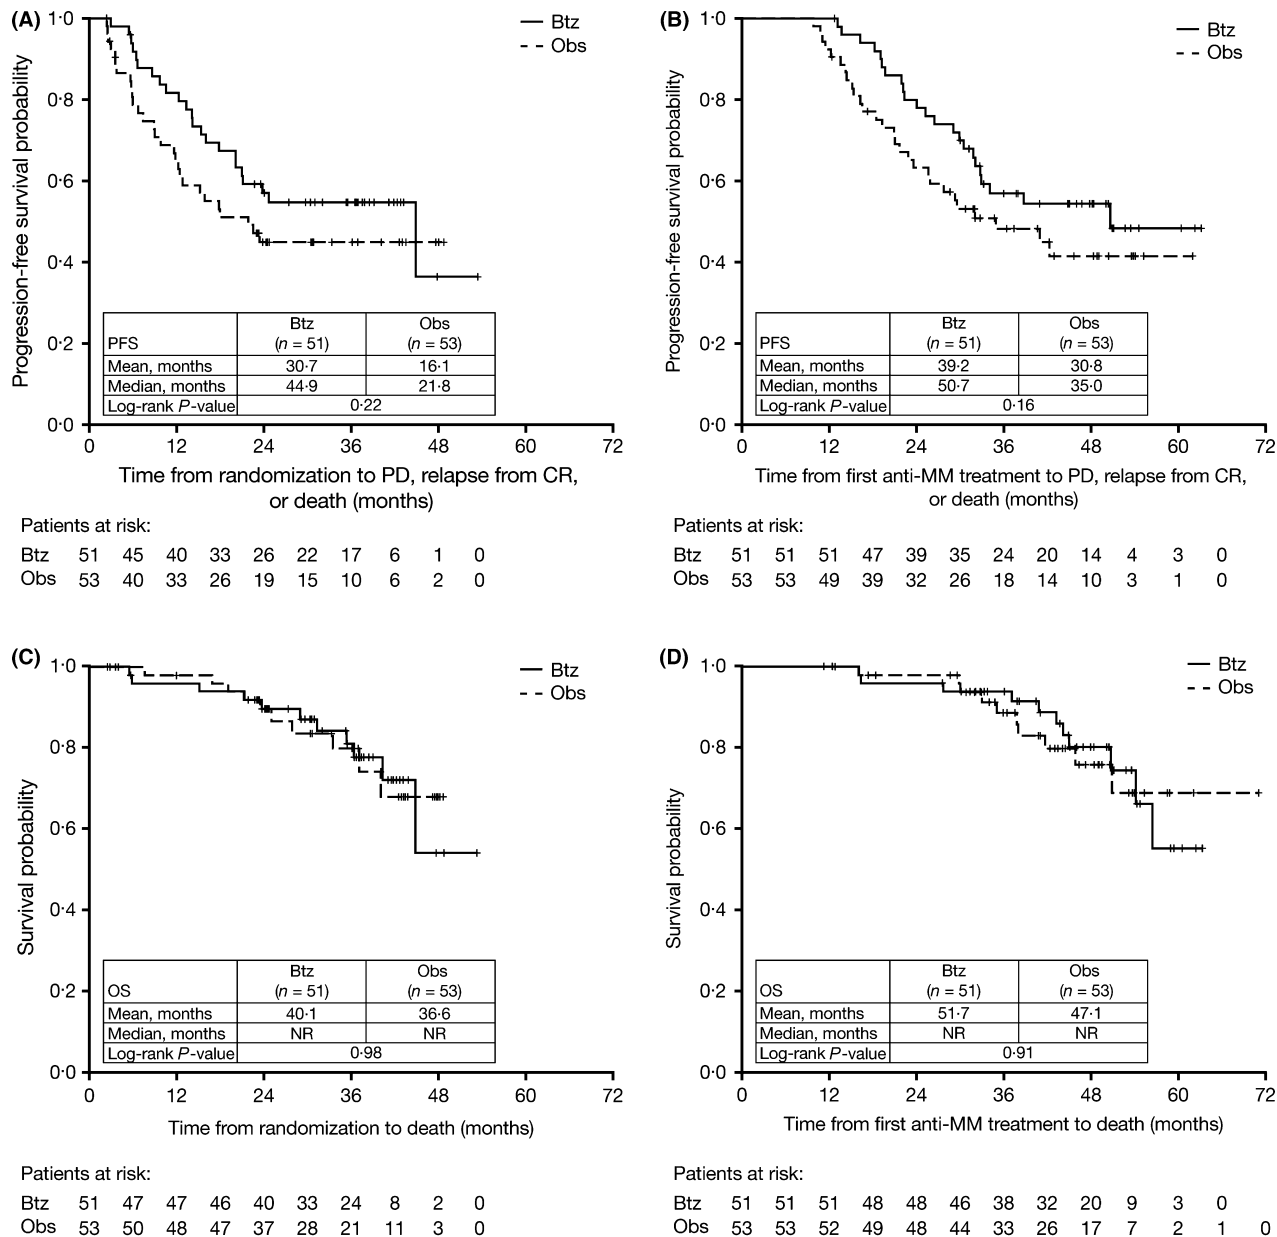 (A)
Btz
Obs
Progression-free survival probability
1·0
0·8
0·6
0·4
0·2
0·0
PFS Btz (n = 51) Obs (n = 53)
Mean, months 30·7 16·1
Median, months 44·9 21·8
Log-rank P-value 0·22
0 12 24 36 48 60 72
Time from randomization to PD, relapse from CR,
or death (months)
Patients at risk:
Btz 51 45 40 33 26 22 17 6 1 0
Obs 53 40 33 26 19 15 10 6 2 0
(B)
Btz
Obs
Progression-free survival probability
1·0
0·8
0·6
0·4
0·2
0·0
PFS Btz (n = 51) Obs (n = 53)
Mean, months 39·2 30·8
Median, months 50·7 35·0
Log-rank P-value 0·16
0 12 24 36 48 60 72
Time from first anti-MM treatment to PD, relapse from CR,
or death (months)
Patients at risk:
Btz 51 51 51 47 39 35 24 20 14 4 3 0
Obs 53 53 49 39 32 26 18 14 10 3 1 0
(C)
Btz
Obs
Survival probability
1·0
0·8
0·6
0·4
0·2
0·0
OS Btz (n = 51) Obs (n = 53)
Mean, months 40·1 36·6
Median, months NR NR
Log-rank P-value 0·98
0 12 24 36 48 60 72
Time from randomization to death (months)
Patients at risk:
Btz 51 47 47 46 40 33 24 8 2 0
Obs 53 50 48 47 37 28 21 11 3 0
(D)
Btz
Obs
Survival probability
1·0
0·8
0·6
0·4
0·2
0·0
OS Btz (n = 51) Obs (n = 53)
Mean, months 51·7 47·1
Median, months NR NR
Log-rank P-value 0·91
0 12 24 36 48 60 72
Time from first anti-MM treatment to death (months)
Patients at risk:
Btz 51 51 51 48 48 46 38 32 20 9 3 0
Obs 53 53 52 49 48 44 33 26 17 7 2 1 0